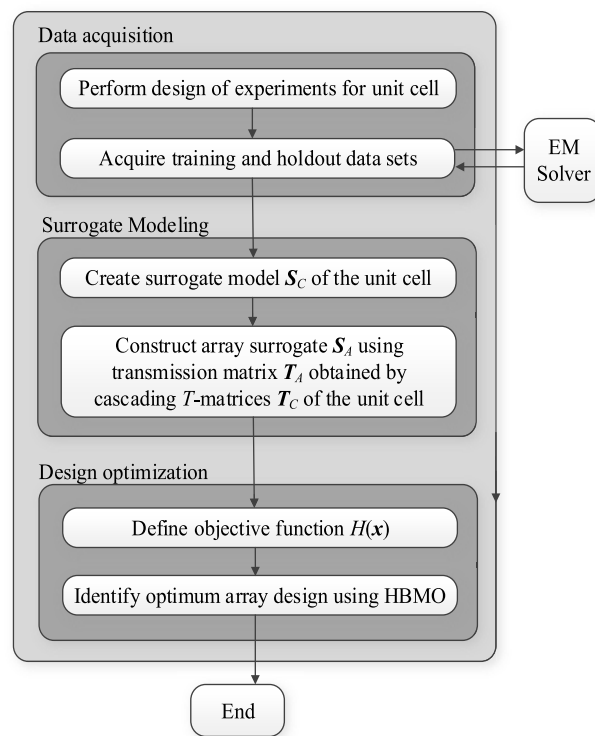 Data acquisition
Perform design of experiments for unit cell
Acquire training and holdout data sets
EM
Solver
Surrogate Modeling
Create surrogate model S_C of the unit cell
Construct array surrogate S_A using
transmission matrix T_A obtained by
cascading T-matrices T_C of the unit cell
Design optimization
Define objective function H(x)
Identify optimum array design using HBMO
End